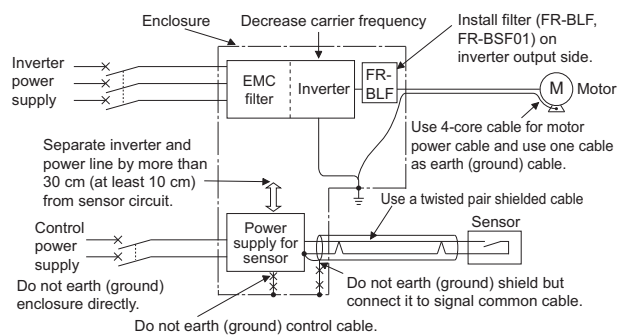 Enclosure
Decrease carrier frequency
Install filter (FR-BLF,
FR-BSF01) on
inverter output side.
Inverter
power
supply
EMC
filter
Inverter
FR-
BLF
M
Motor
Use 4-core cable for motor
power cable and use one cable
as earth (ground) cable.
Separate inverter and
power line by more than
30 cm (at least 10 cm)
from sensor circuit.
Use a twisted pair shielded cable
Control
power
supply
Power
supply for
sensor
Sensor
Do not earth (ground)
enclosure directly.
Do not earth (ground) shield but
connect it to signal common cable.
Do not earth (ground) control cable.